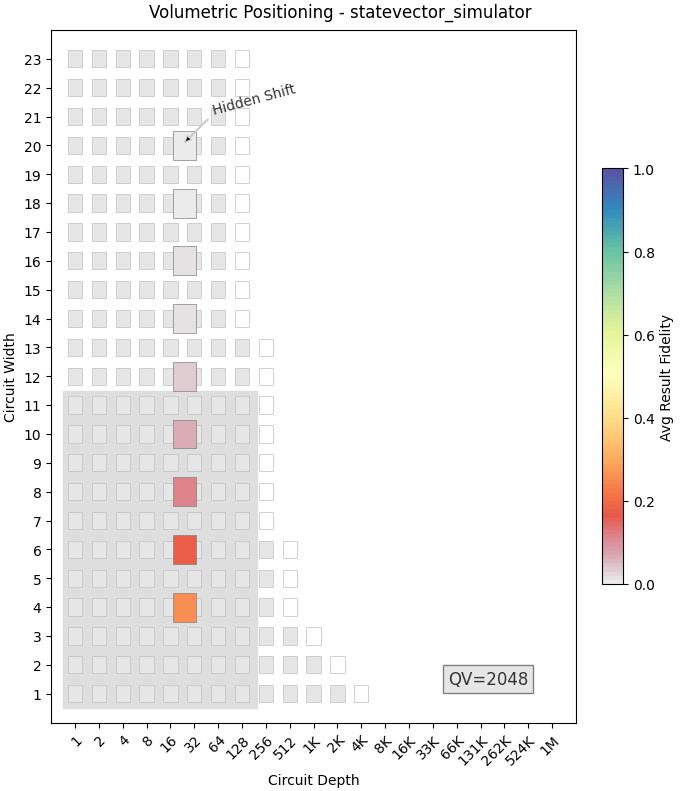 Volumetric Positioning - statevector_simulator
Circuit Width
23
22
21
20
19
18
17
16
15
14
13
12
11
10
9
8
7
6
5
4
3
2
1
Hidden Shift
QV=2048
1
2
4
8
16
32
64
128
256
512
1K
2K
4K
8K
16K
33K
66K
131K
262K
524K
1M
Circuit Depth
1.0
0.8
0.6
0.4
0.2
0.0
Avg Result Fidelity